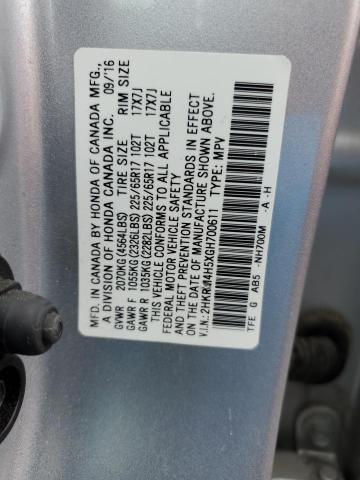 MFD. IN CANADA BY HONDA OF CANADA MFG.,
A DIVISION OF HONDA CANADA INC. 09/'16
TIRE SIZE RIM SIZE
GVWR 2070KG (4564LBS)
GAWR F 1055KG (2326LBS) 225/65R17 102T 17X7J
GAWR R 1035KG (2282LBS) 225/65R17 102T 17X7J
THIS VEHICLE CONFORMS TO ALL APPLICABLE
FEDERAL MOTOR VEHICLE SAFETY
AND THEFT PREVENTION STANDARDS IN EFFECT
ON THE DATE OF MANUFACTURE SHOWN ABOVE.
V.I.N.: 2HKRM4H5XGH700611 TYPE: MPV
TFE G AB5 -NH700M -A -H